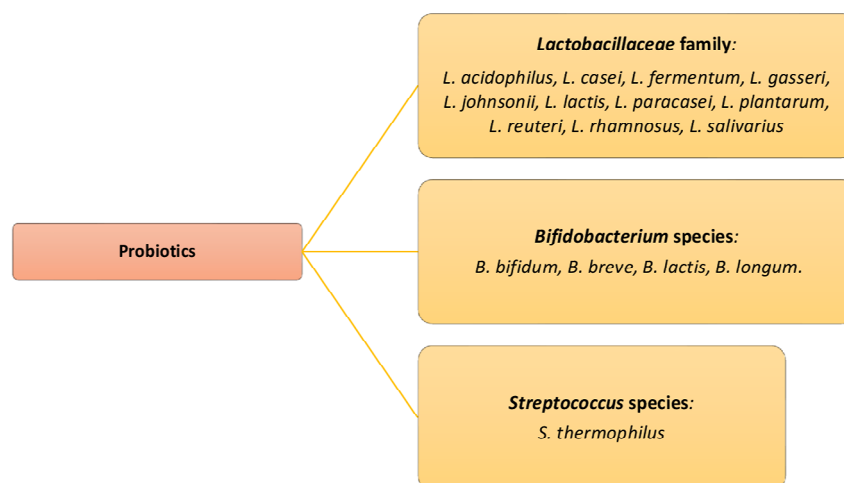 Lactobacillaceae family:
L. acidophilus, L. casei, L. fermentum, L. gasseri,
L. johnsonii, L. lactis, L. paracasei, L. plantarum,
L. reuteri, L. rhamnosus, L. salivarius
Probiotics
Bifidobacterium species:
B. bifidum, B. breve, B. lactis, B. longum.
Streptococcus species:
S. thermophilus